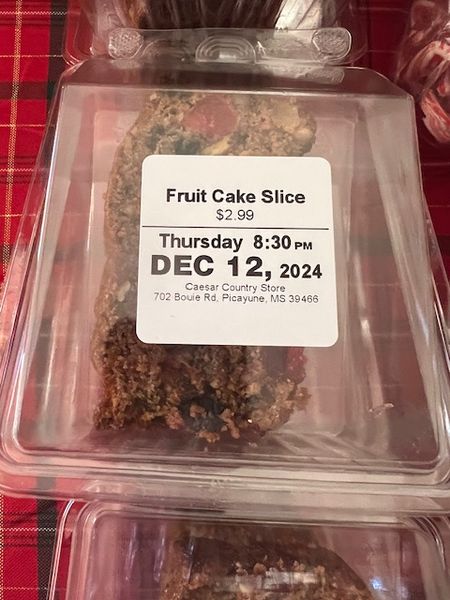 Fruit Cake Slice
$2.99
Thursday 8:30 PM
DEC 12, 2024
Caesar Country Store
702 Bouie Rd, Picayune, MS 39466